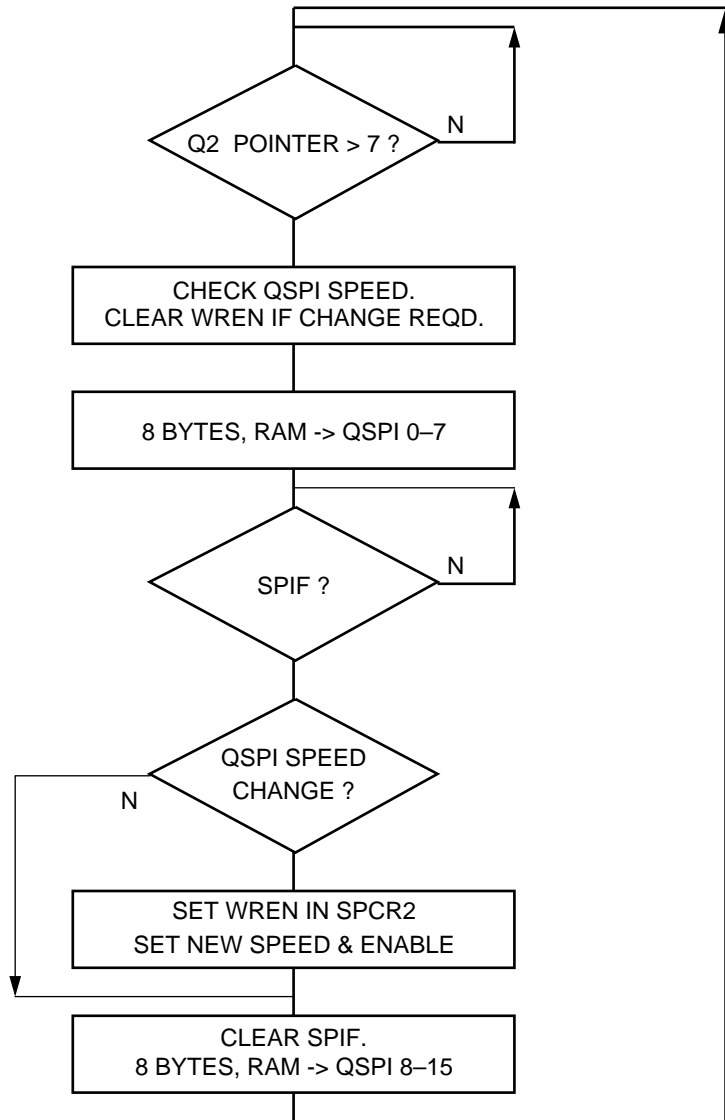 Q2 POINTER > 7 ?
N
CHECK QSPI SPEED.
CLEAR WREN IF CHANGE REQD.
8 BYTES, RAM -> QSPI 0–7
SPIF ?
N
QSPI SPEED
CHANGE ?
N
SET WREN IN SPCR2
SET NEW SPEED & ENABLE
CLEAR SPIF.
8 BYTES, RAM -> QSPI 8–15